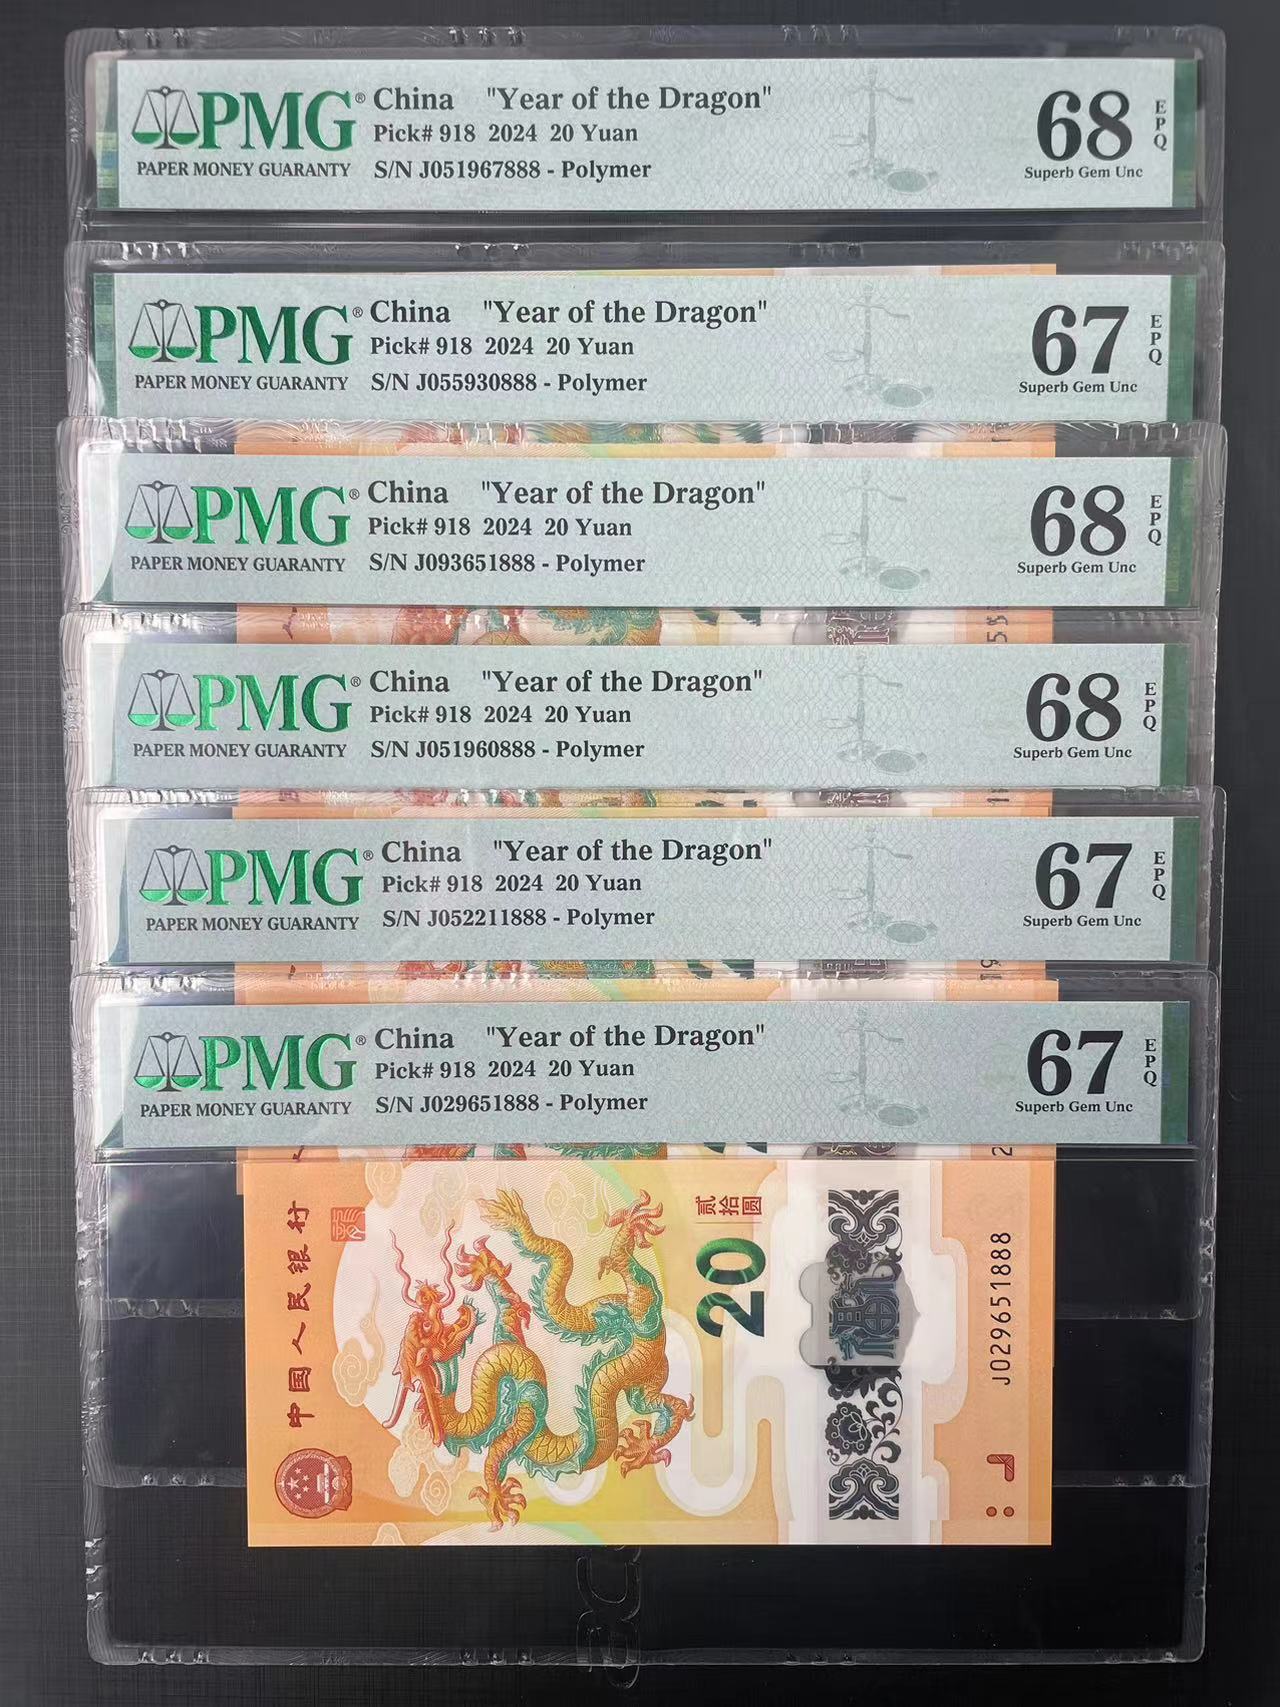 PMG® China "Year of the Dragon" 68 EPQ
Pick# 918 2024 20 Yuan
PAPER MONEY GUARANTY S/N J051967888 - Polymer Superb Gem Unc
PMG® China "Year of the Dragon" 67 EPQ
Pick# 918 2024 20 Yuan
PAPER MONEY GUARANTY S/N J055930888 - Polymer Superb Gem Unc
PMG® China "Year of the Dragon" 68 EPQ
Pick# 918 2024 20 Yuan
PAPER MONEY GUARANTY S/N J093651888 - Polymer Superb Gem Unc
PMG® China "Year of the Dragon" 68 EPQ
Pick# 918 2024 20 Yuan
PAPER MONEY GUARANTY S/N J051960888 - Polymer Superb Gem Unc
PMG® China "Year of the Dragon" 67 EPQ
Pick# 918 2024 20 Yuan
PAPER MONEY GUARANTY S/N J052211888 - Polymer Superb Gem Unc
PMG® China "Year of the Dragon" 67 EPQ
Pick# 918 2024 20 Yuan
PAPER MONEY GUARANTY S/N J029651888 - Polymer Superb Gem Unc
中国人民银行
贰拾圆
20
福
J029651888